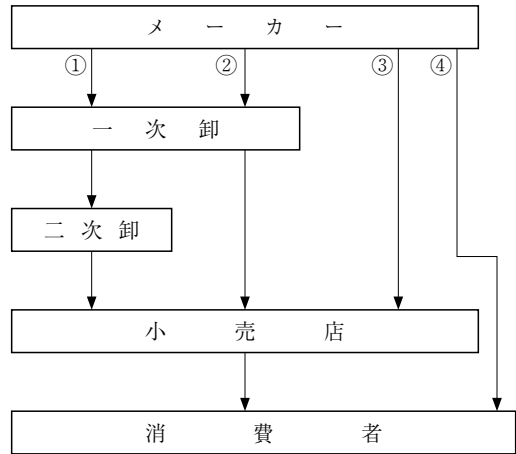 メーカー
① ② ③ ④
一次卸
二次卸
小売店
消費者